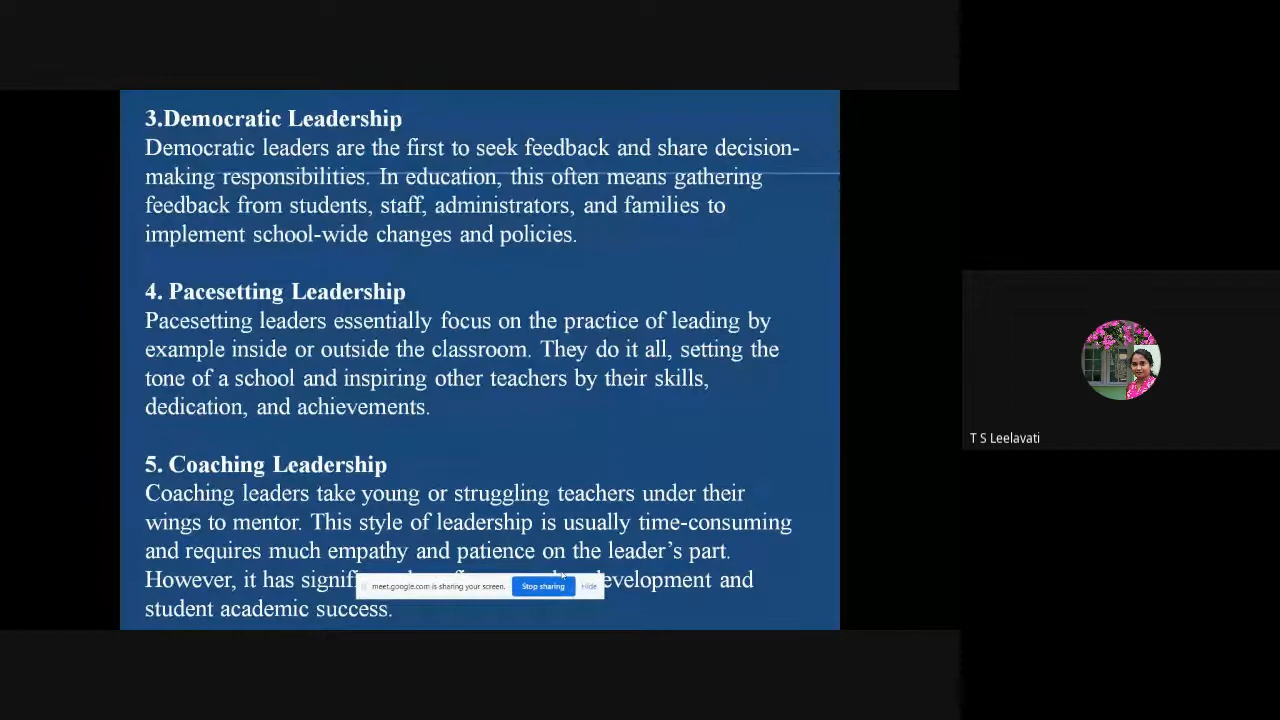 3.Democratic Leadership
Democratic leaders are the first to seek feedback and share decision-
making responsibilities. In education, this often means gathering
feedback from students, staff, administrators, and families to
implement school-wide changes and policies.
4. Pacesetting Leadership
Pacesetting leaders essentially focus on the practice of leading by
example inside or outside the classroom. They do it all, setting the
tone of a school and inspiring other teachers by their skills,
dedication, and achievements.
5. Coaching Leadership
Coaching leaders take young or struggling teachers under their
wings to mentor. This style of leadership is usually time-consuming
and requires much empathy and patience on the leader's part.
However, it has and
student academic success.
meet.google.com is sharing your screen. Stop sharing Hide
T S Leelavati